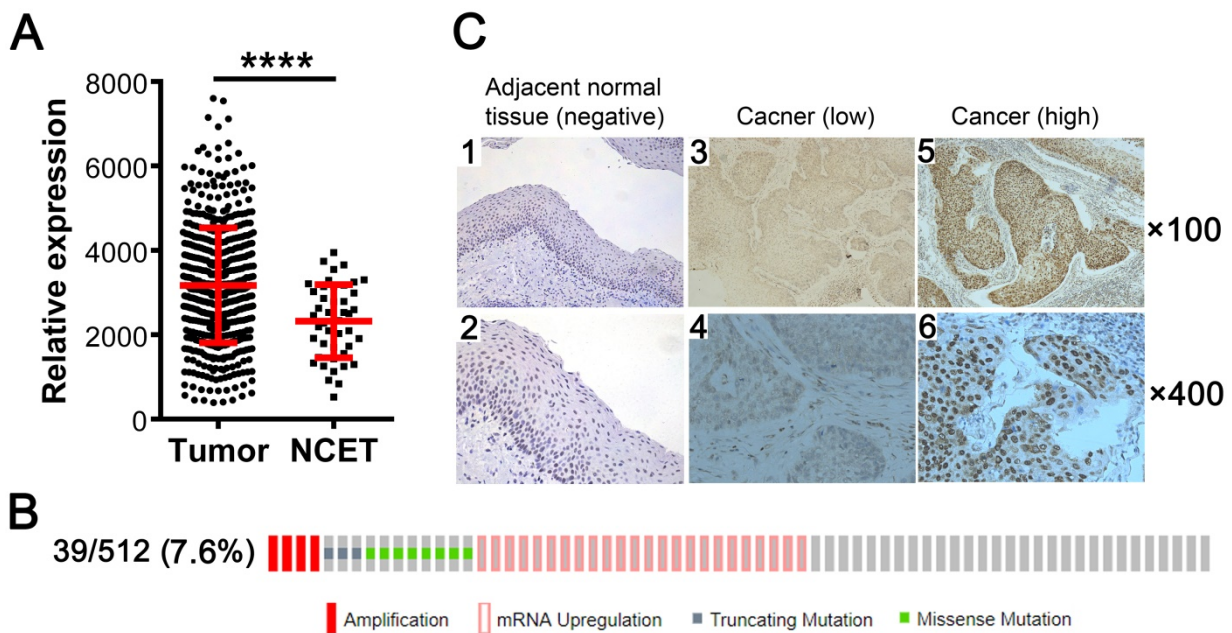 A
****
Relative expression
8000
6000
4000
2000
0
Tumor NCET
C
Adjacent normal
tissue (negative)
Cacner (low)
Cancer (high)
1
3
5
×100
2
4
6
×400
B
39/512 (7.6%)
Amplification
mRNA Upregulation
Truncating Mutation
Missense Mutation